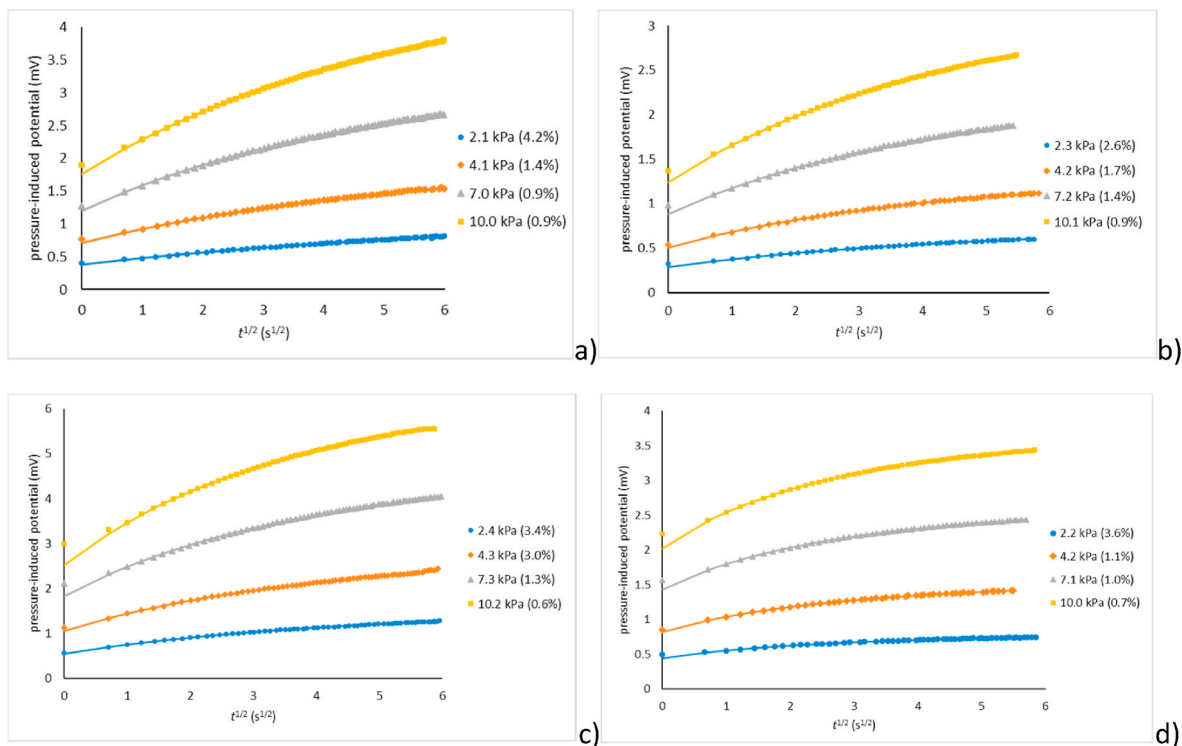 4
3.5
3
2.5
2
1.5
1
0.5
0
pressure-induced potential (mV)
0 1 2 3 4 5 6
t1/2 (s1/2)
2.1 kPa (4.2%)
4.1 kPa (1.4%)
7.0 kPa (0.9%)
10.0 kPa (0.9%)
a)
3
2.5
2
1.5
1
0.5
0
pressure-induced potential (mV)
0 1 2 3 4 5 6
t1/2 (s1/2)
2.3 kPa (2.6%)
4.2 kPa (1.7%)
7.2 kPa (1.4%)
10.1 kPa (0.9%)
b)
6
5
4
3
2
1
0
pressure-induced potential (mV)
0 1 2 3 4 5 6
t1/2 (s1/2)
2.4 kPa (3.4%)
4.3 kPa (3.0%)
7.3 kPa (1.3%)
10.2 kPa (0.6%)
c)
4
3.5
3
2.5
2
1.5
1
0.5
0
pressure-induced potential (mV)
0 1 2 3 4 5 6
t1/2 (s1/2)
2.2 kPa (3.6%)
4.2 kPa (1.1%)
7.1 kPa (1.0%)
10.0 kPa (0.7%)
d)